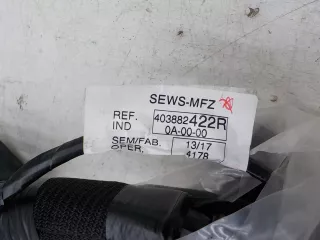 SEWS-MFZ
REF. 403882422R
IND 0A-00-00
SEM/FAB. 13/17
OPER. 4178